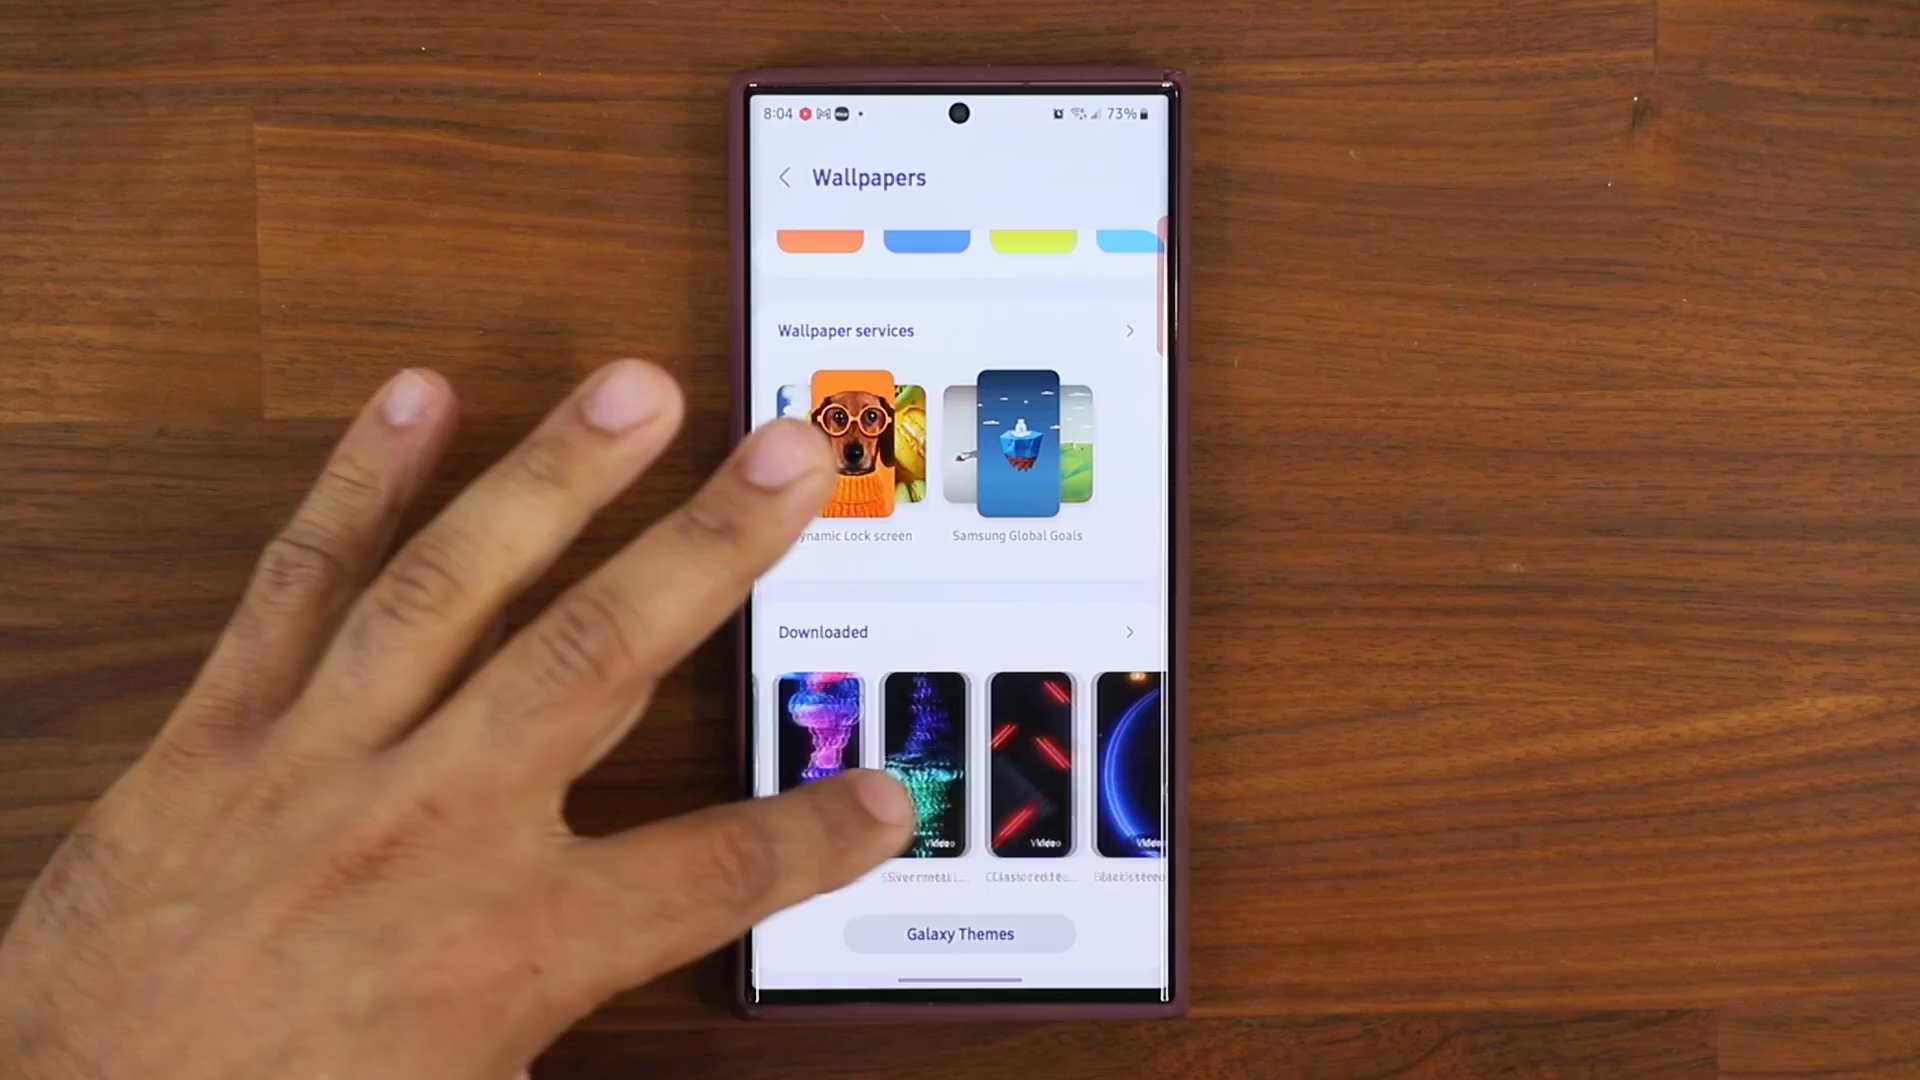 8:04 73%
Wallpapers
Wallpaper services
ynamic Lock screen Samsung Global Goals
Downloaded
Video Video
Galaxy Themes